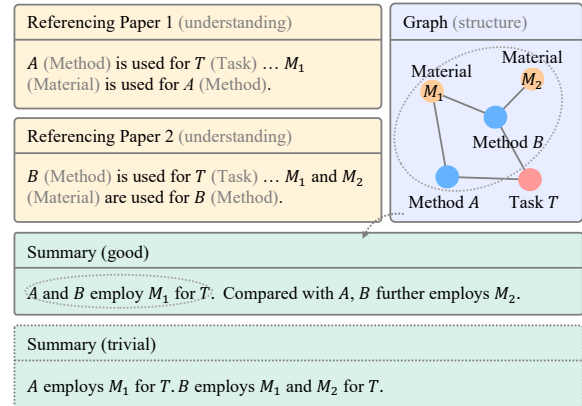 Referencing Paper 1 (understanding)
A (Method) is used for T (Task) … M₁
(Material) is used for A (Method).
Referencing Paper 2 (understanding)
B (Method) is used for T (Task) … M₁ and M₂
(Material) are used for B (Method).
Graph (structure)
Material
M₂
Material
M₁
Method B
Method A
Task T
Summary (good)
A and B employ M₁ for T. Compared with A, B further employs M₂.
Summary (trivial)
A employs M₁ for T. B employs M₁ and M₂ for T.